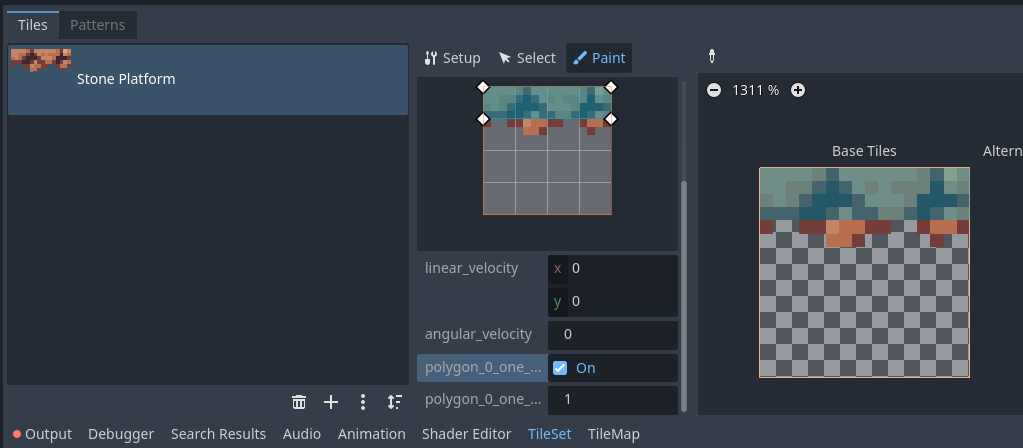 Tiles Patterns
Stone Platform
Setup Select Paint
1311 %
Base Tiles Altern
linear_velocity x 0
y 0
angular_velocity 0
polygon_0_one_... On
polygon_0_one_... 1
Output Debugger Search Results Audio Animation Shader Editor TileSet TileMap